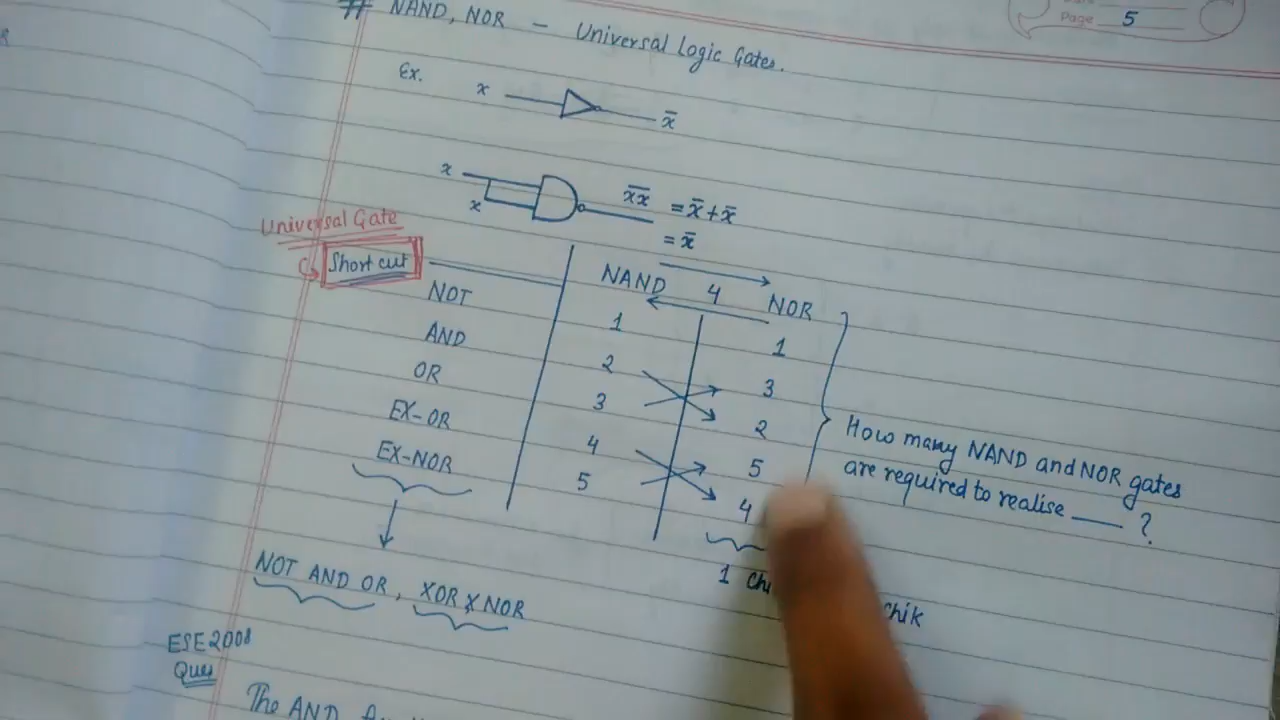 Page 5
# NAND, NOR - Universal Logic Gates.
Ex.
x x̄
x
x
x̅x̅ = x̄ + x̄
= x̄
Universal Gate
Short cut
NAND 4 NOR
NOT 1 1
AND 2 3
OR 3 2
EX-OR 4 5
EX-NOR 5 4
How many NAND and NOR gates
are required to realise ___ ?
NOT AND OR, XOR XNOR
1
ESE 2008
Ques
The AND